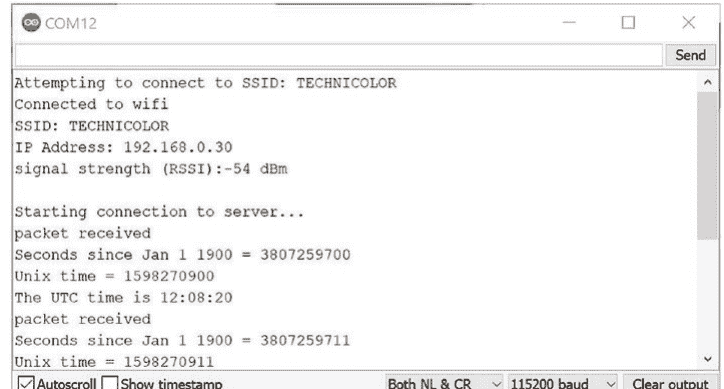 COM12
Send
Attempting to connect to SSID: TECHNICOLOR
Connected to wifi
SSID: TECHNICOLOR
IP Address: 192.168.0.30
signal strength (RSSI):-54 dBm
Starting connection to server...
packet received
Seconds since Jan 1 1900 = 3807259700
Unix time = 1598270900
The UTC time is 12:08:20
packet received
Seconds since Jan 1 1900 = 3807259711
Unix time = 1598270911
Autoscroll Show timestamp Both NL & CR 115200 baud Clear output